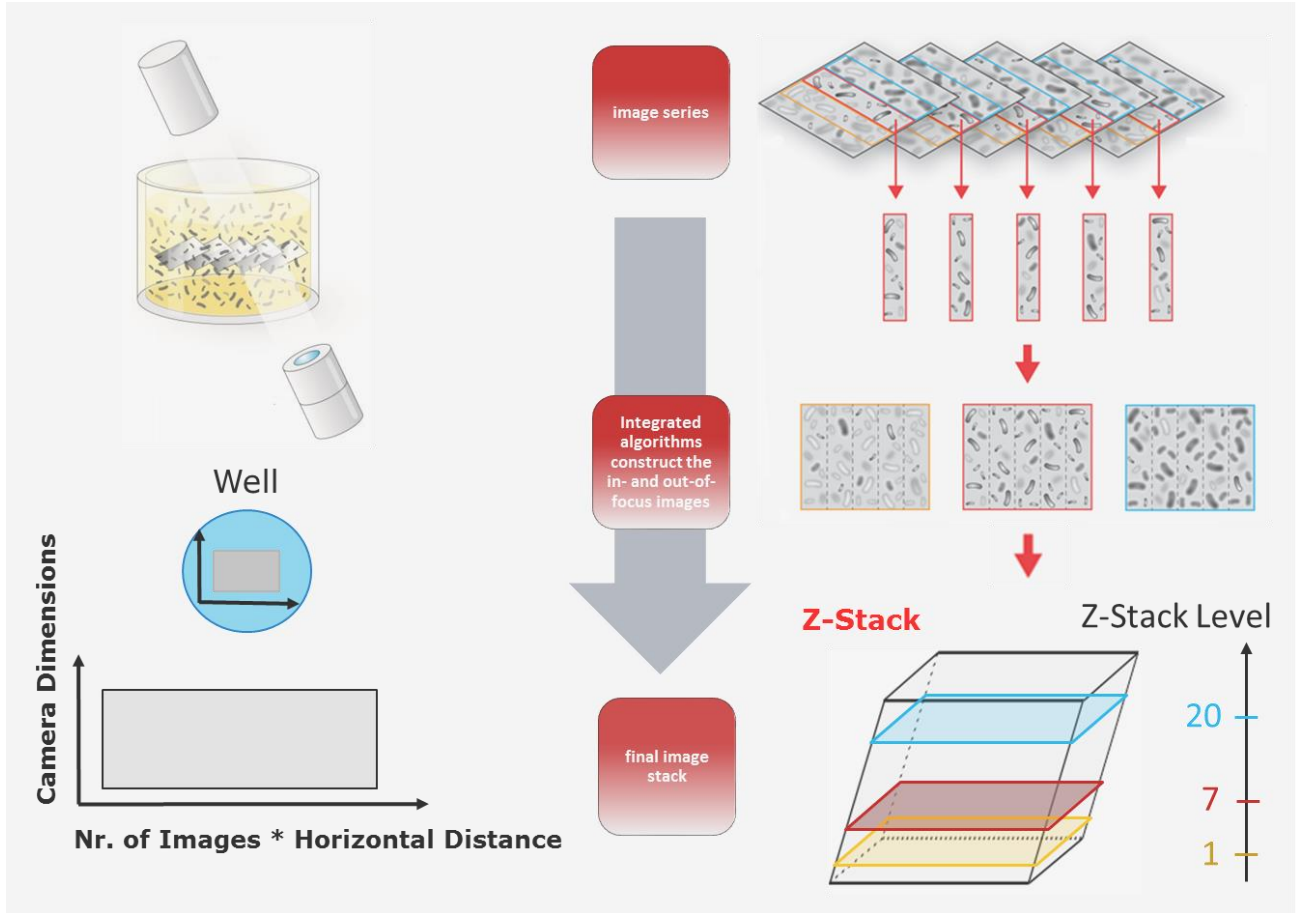 image series
Integrated
algorithms
construct the
in- and out-of-
focus images
final image
stack
Well
Camera Dimensions
Nr. of Images * Horizontal Distance
Z-Stack
Z-Stack Level
20
7
1